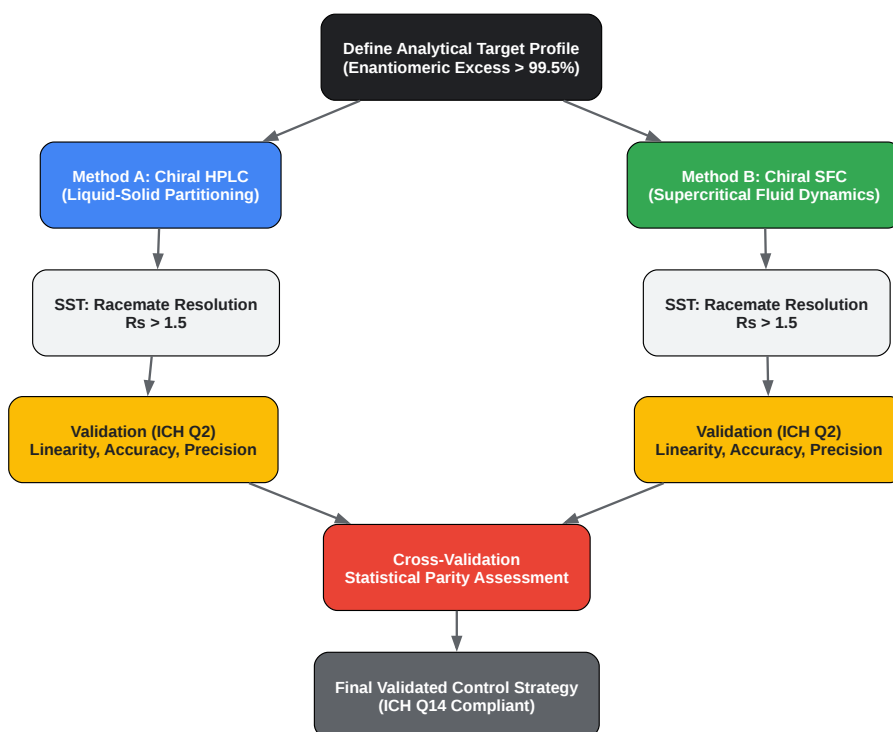 Define Analytical Target Profile
(Enantiomeric Excess > 99.5%)
Method A: Chiral HPLC
(Liquid-Solid Partitioning)
Method B: Chiral SFC
(Supercritical Fluid Dynamics)
SST: Racemate Resolution
Rs > 1.5
SST: Racemate Resolution
Rs > 1.5
Validation (ICH Q2)
Linearity, Accuracy, Precision
Validation (ICH Q2)
Linearity, Accuracy, Precision
Cross-Validation
Statistical Parity Assessment
Final Validated Control Strategy
(ICH Q14 Compliant)